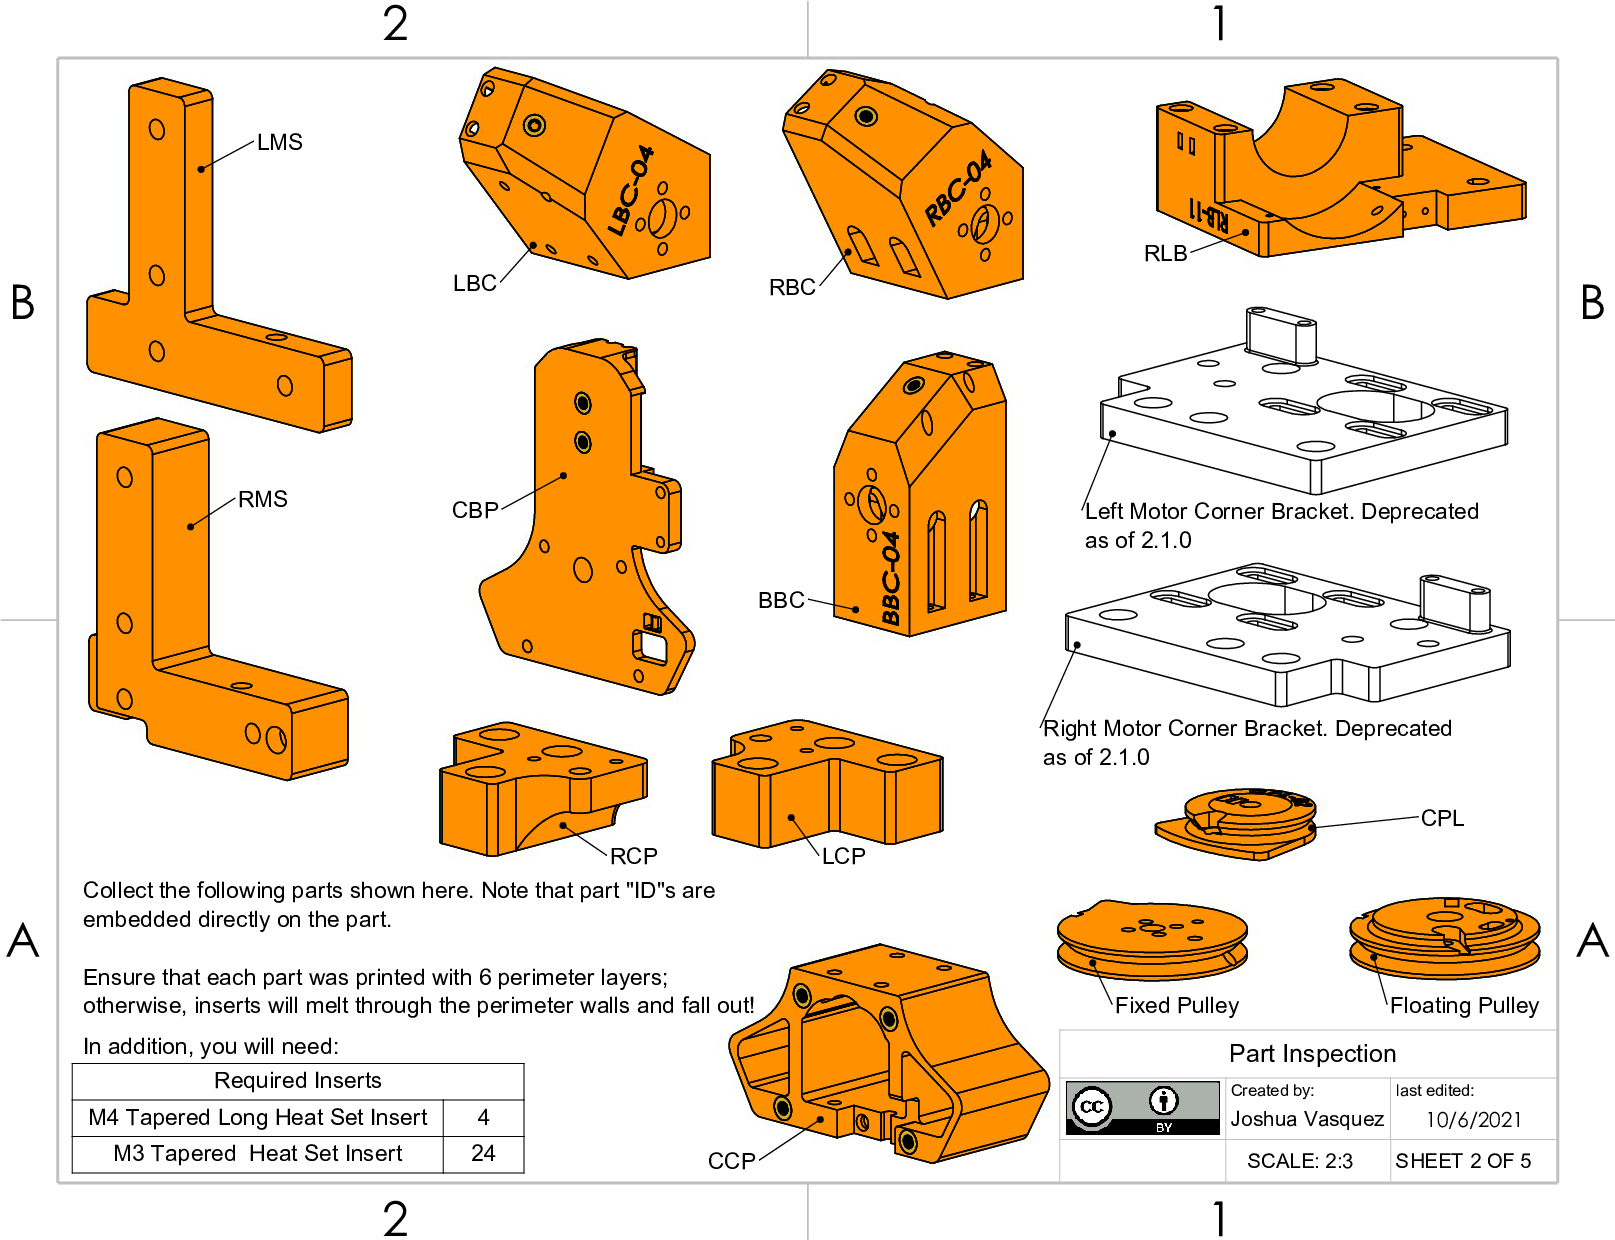 2
1
LMS
LBC-04
LBC
RBC-04
RBC
RLB-11
RLB
B
B
RMS
CBP
BBC-04
BBC
Left Motor Corner Bracket. Deprecated
as of 2.1.0
Right Motor Corner Bracket. Deprecated
as of 2.1.0
RCP
LCP
CPL
Collect the following parts shown here. Note that part "ID"s are
embedded directly on the part.
A
A
Ensure that each part was printed with 6 perimeter layers;
otherwise, inserts will melt through the perimeter walls and fall out!
Fixed Pulley
Floating Pulley
In addition, you will need:
Required Inserts
M4 Tapered Long Heat Set Insert 4
M3 Tapered  Heat Set Insert 24
CCP
Part Inspection
cc
BY
Created by:
Joshua Vasquez
last edited:
10/6/2021
SCALE: 2:3
SHEET 2 OF 5
2
1